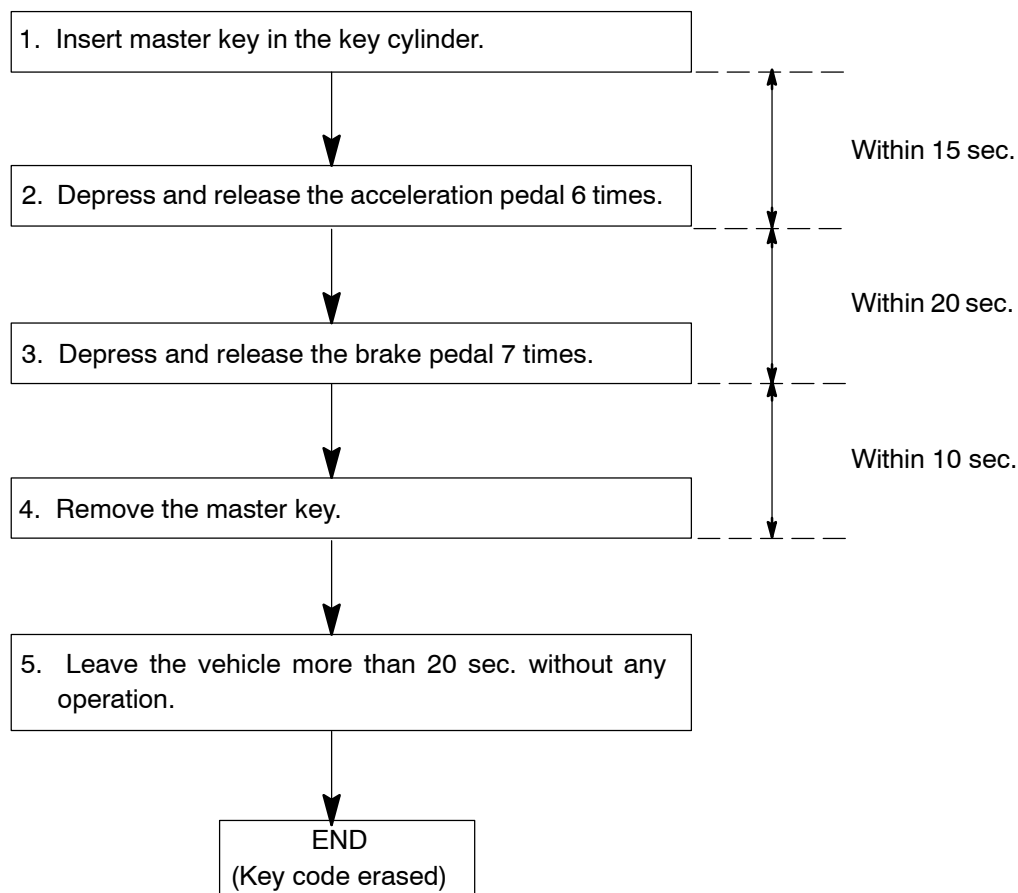 1. Insert master key in the key cylinder.
Within 15 sec.
2. Depress and release the acceleration pedal 6 times.
Within 20 sec.
3. Depress and release the brake pedal 7 times.
Within 10 sec.
4. Remove the master key.
5. Leave the vehicle more than 20 sec. without any
operation.
END
(Key code erased)